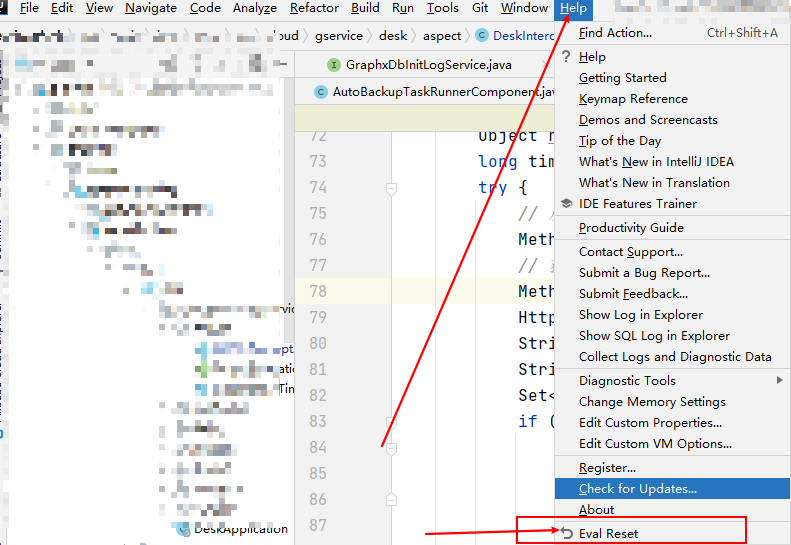 File Edit View Navigate Code Analyze Refactor Build Run Tools Git Window Help
oud gservice desk aspect DeskInterc
GraphxDbInitLogService.java
AutoBackupTaskRunnerComponent.jav
72 Object
73 long tim
74 try {
75 //
76 Meth
77 //
78 Meth
79 Http
80 Stri
81 Stri
82 Set<
83 if (
84
85
86
87
DeskApplication
Find Action... Ctrl+Shift+A
Help
Getting Started
Keymap Reference
Demos and Screencasts
Tip of the Day
What's New in IntelliJ IDEA
What's New in Translation
IDE Features Trainer
Productivity Guide
Contact Support...
Submit a Bug Report...
Submit Feedback...
Show Log in Explorer
Show SQL Log in Explorer
Collect Logs and Diagnostic Data
Diagnostic Tools
Change Memory Settings
Edit Custom Properties...
Edit Custom VM Options...
Register...
Check for Updates...
About
Eval Reset